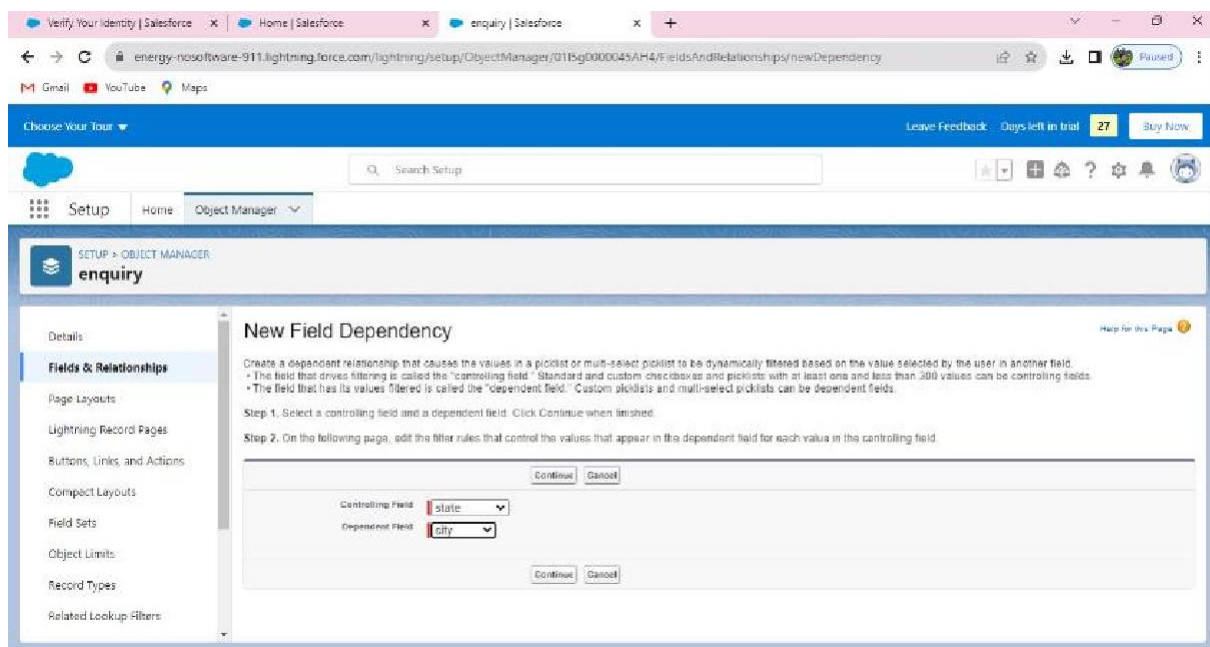 Verify Your Identity | Salesforce
Home | Salesforce
enquiry | Salesforce
energy-nosoftware-911.lightning.force.com/lightning/setup/ObjectManager/01I5g0000045AH4/FieldsAndRelationships/newDependency
Paused
Gmail YouTube Maps
Choose Your Tour
Leave Feedback Days left in trial 27 Buy Now
Search Setup
Setup Home Object Manager
SETUP > OBJECT MANAGER
enquiry
Details
Fields & Relationships
Page Layouts
Lightning Record Pages
Buttons, Links, and Actions
Compact Layouts
Field Sets
Object Limits
Record Types
Related Lookup Filters
New Field Dependency
Help for this Page
Create a dependent relationship that causes the values in a picklist or multi-select picklist to be dynamically filtered based on the value selected by the user in another field.
• The field that drives filtering is called the "controlling field." Standard and custom checkboxes and picklists with at least one and less than 300 values can be controlling fields.
• The field that has its values filtered is called the "dependent field." Custom picklists and multi-select picklists can be dependent fields.
Step 1. Select a controlling field and a dependent field. Click Continue when finished.
Step 2. On the following page, edit the filter rules that control the values that appear in the dependent field for each value in the controlling field.
Continue Cancel
Controlling Field state
Dependent Field city
Continue Cancel